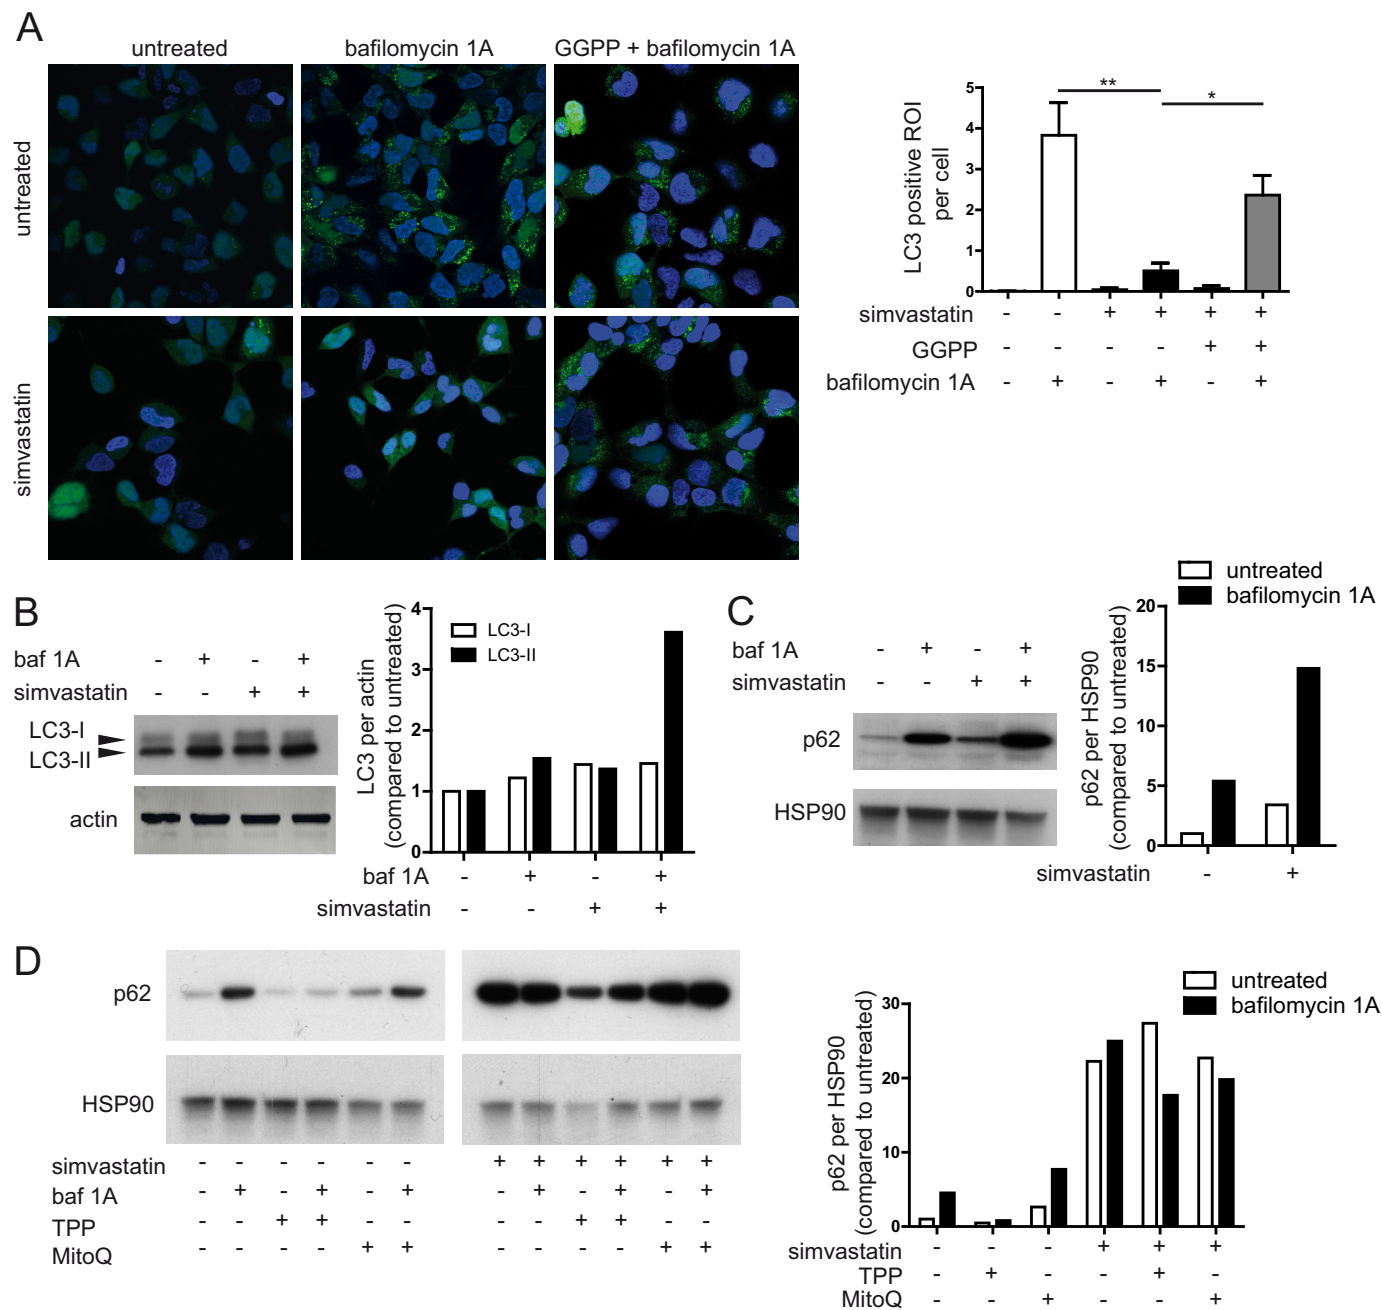 A
untreated bafilomycin 1A GGPP + bafilomycin 1A
untreated
simvastatin
LC3 positive ROI
per cell
5
4
3
2
1
0
** *
simvastatin - - + + + +
GGPP - - - - + +
bafilomycin 1A - + - + - +
B
baf 1A - + - +
simvastatin - - + +
LC3-I
LC3-II
actin
LC3 per actin
(compared to untreated)
4
3
2
1
0
LC3-I
LC3-II
baf 1A - + - +
simvastatin - - + +
C
baf 1A - + - +
simvastatin - - + +
p62
HSP90
untreated
bafilomycin 1A
p62 per HSP90
(compared to untreated)
20
15
10
5
0
simvastatin - +
D
p62
HSP90
simvastatin - - - - - - + + + + + +
baf 1A - + - + - + - + - + - +
TPP - - + + - - - - + + - -
MitoQ - - - - + + - - - - + +
untreated
bafilomycin 1A
p62 per HSP90
(compared to untreated)
30
20
10
0
simvastatin - - - + + +
TPP - + - - + -
MitoQ - - + - - +